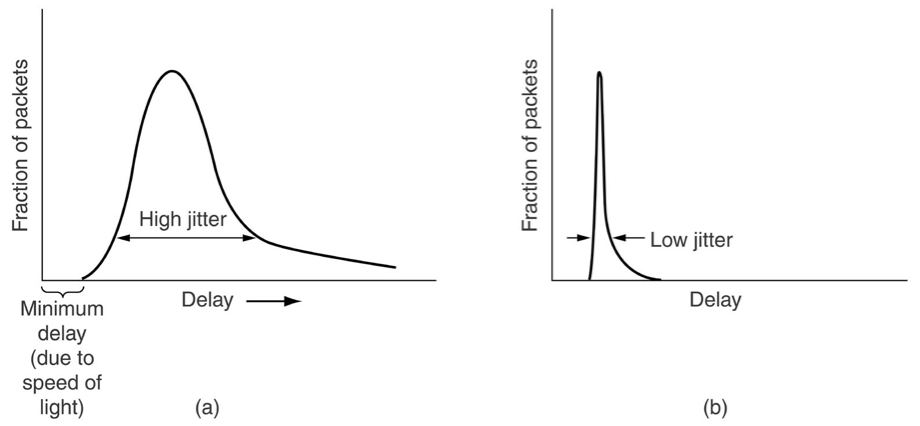 Fraction of packets
High jitter
Minimum
delay
(due to
speed of
light)
Delay
(a)
Fraction of packets
Low jitter
Delay
(b)